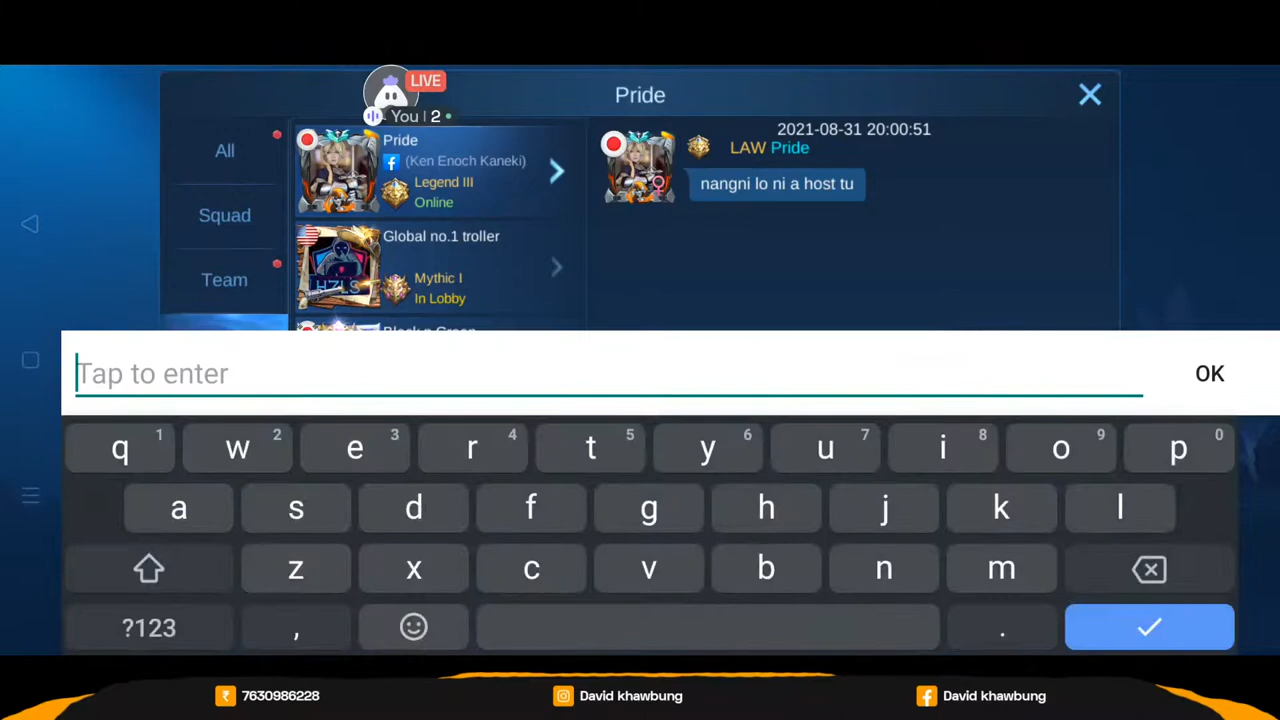 LIVE
Pride
You | 2
2021-08-31 20:00:51
All
Pride
(Ken Enoch Kaneki)
Legend III
Online
LAW Pride
nangni lo ni a host tu
Squad
Global no.1 troller
Mythic I
In Lobby
Team
HZLS
Tap to enter
OK
q 1 w 2 e 3 r 4 t 5 y 6 u 7 i 8 o 9 p 0
a s d f g h j k l
z x c v b n m
?123 , .
₹ 7630986228
David khawbung
David khawbung